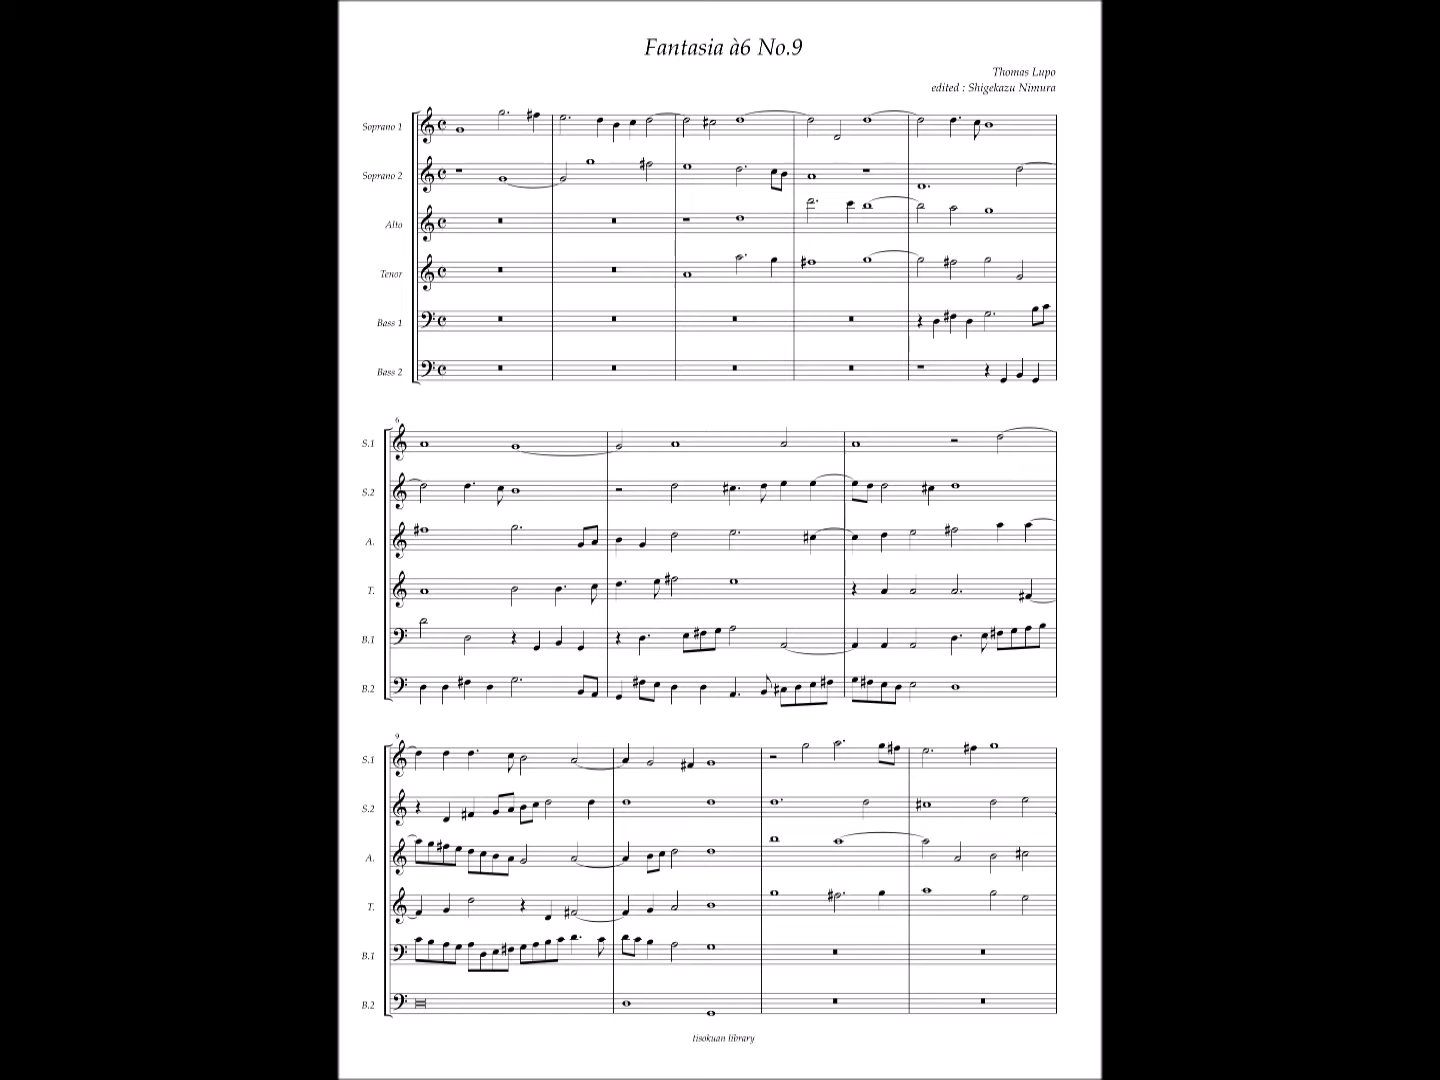 Fantasia à6 No.9
Thomas Lupo
edited : Shigekazu Nimura
Soprano 1
Soprano 2
Alto
Tenor
Bass 1
Bass 2
6
S.1
S.2
A.
T.
B.1
B.2
9
S.1
S.2
A.
T.
B.1
B.2
tisokuan library